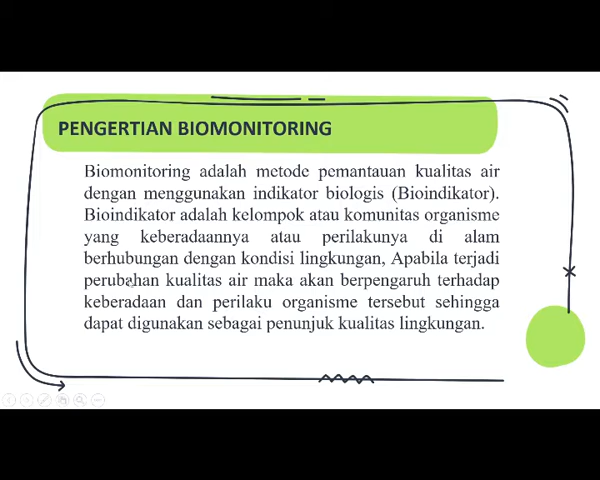 PENGERTIAN BIOMONITORING
Biomonitoring adalah metode pemantauan kualitas air
dengan menggunakan indikator biologis (Bioindikator).
Bioindikator adalah kelompok atau komunitas organisme
yang keberadaannya atau perilakunya di alam
berhubungan dengan kondisi lingkungan, Apabila terjadi
perubahan kualitas air maka akan berpengaruh terhadap
keberadaan dan perilaku organisme tersebut sehingga
dapat digunakan sebagai penunjuk kualitas lingkungan.